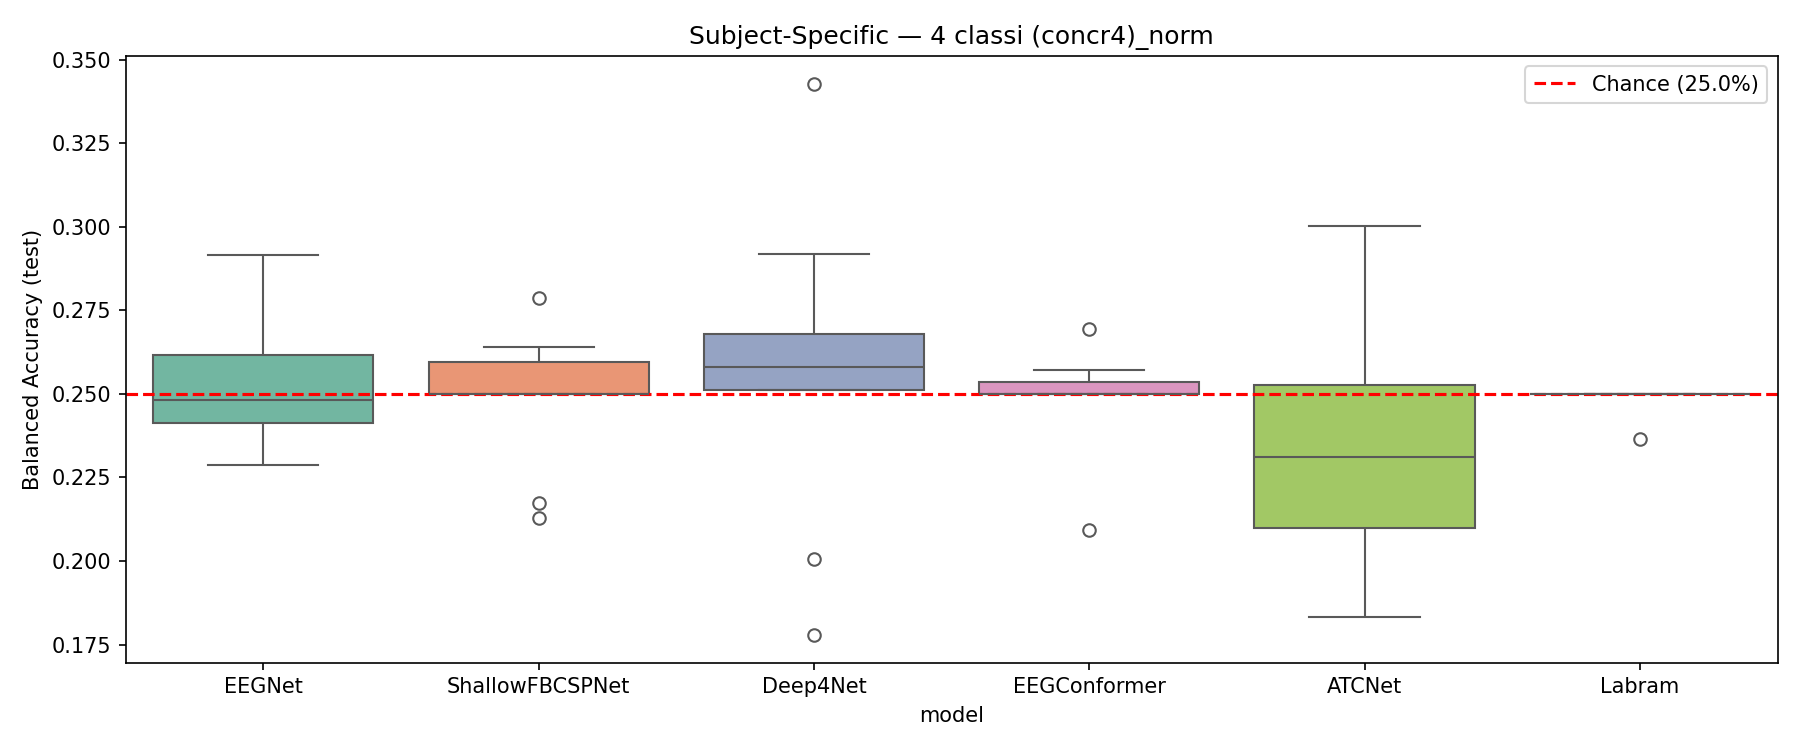 Subject-Specific — 4 classi (concr4)_norm
Chance (25.0%)
Balanced Accuracy (test)
0.350
0.325
0.300
0.275
0.250
0.225
0.200
0.175
EEGNet
ShallowFBCSPNet
Deep4Net
EEGConformer
ATCNet
Labram
model